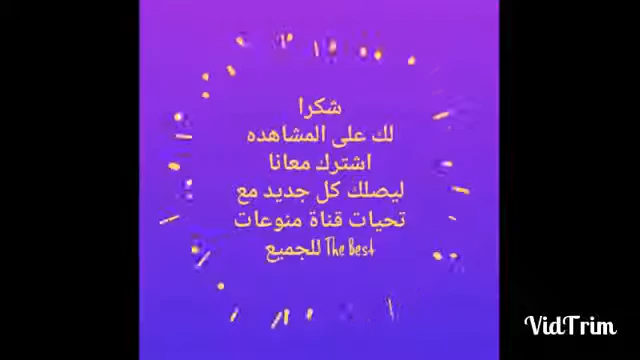 شكرا
لك على المشاهده
اشترك معانا
ليصلك كل جديد مع
تحيات قناة منوعات
The Best للجميع
VidTrim